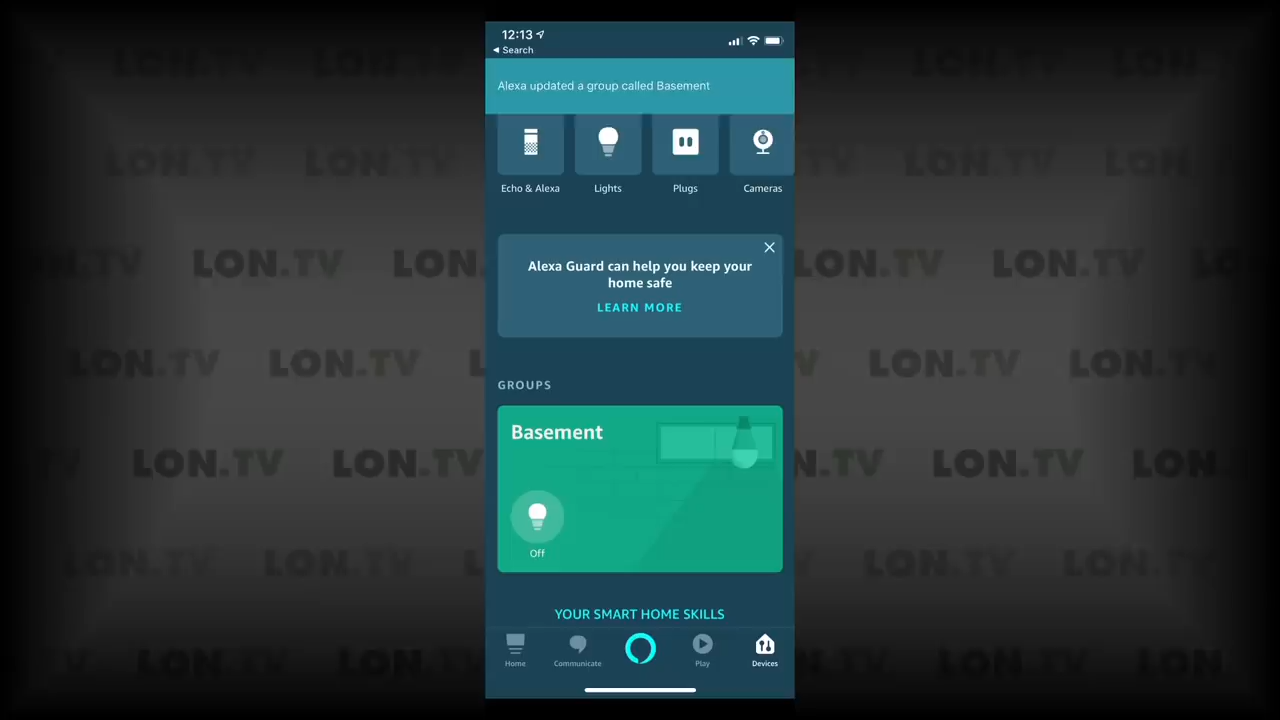 12:13
Search
Alexa updated a group called Basement
Echo & Alexa
Lights
Plugs
Cameras
Alexa Guard can help you keep your
home safe
LEARN MORE
GROUPS
Basement
Off
YOUR SMART HOME SKILLS
Home
Communicate
Play
Devices
LON.TV